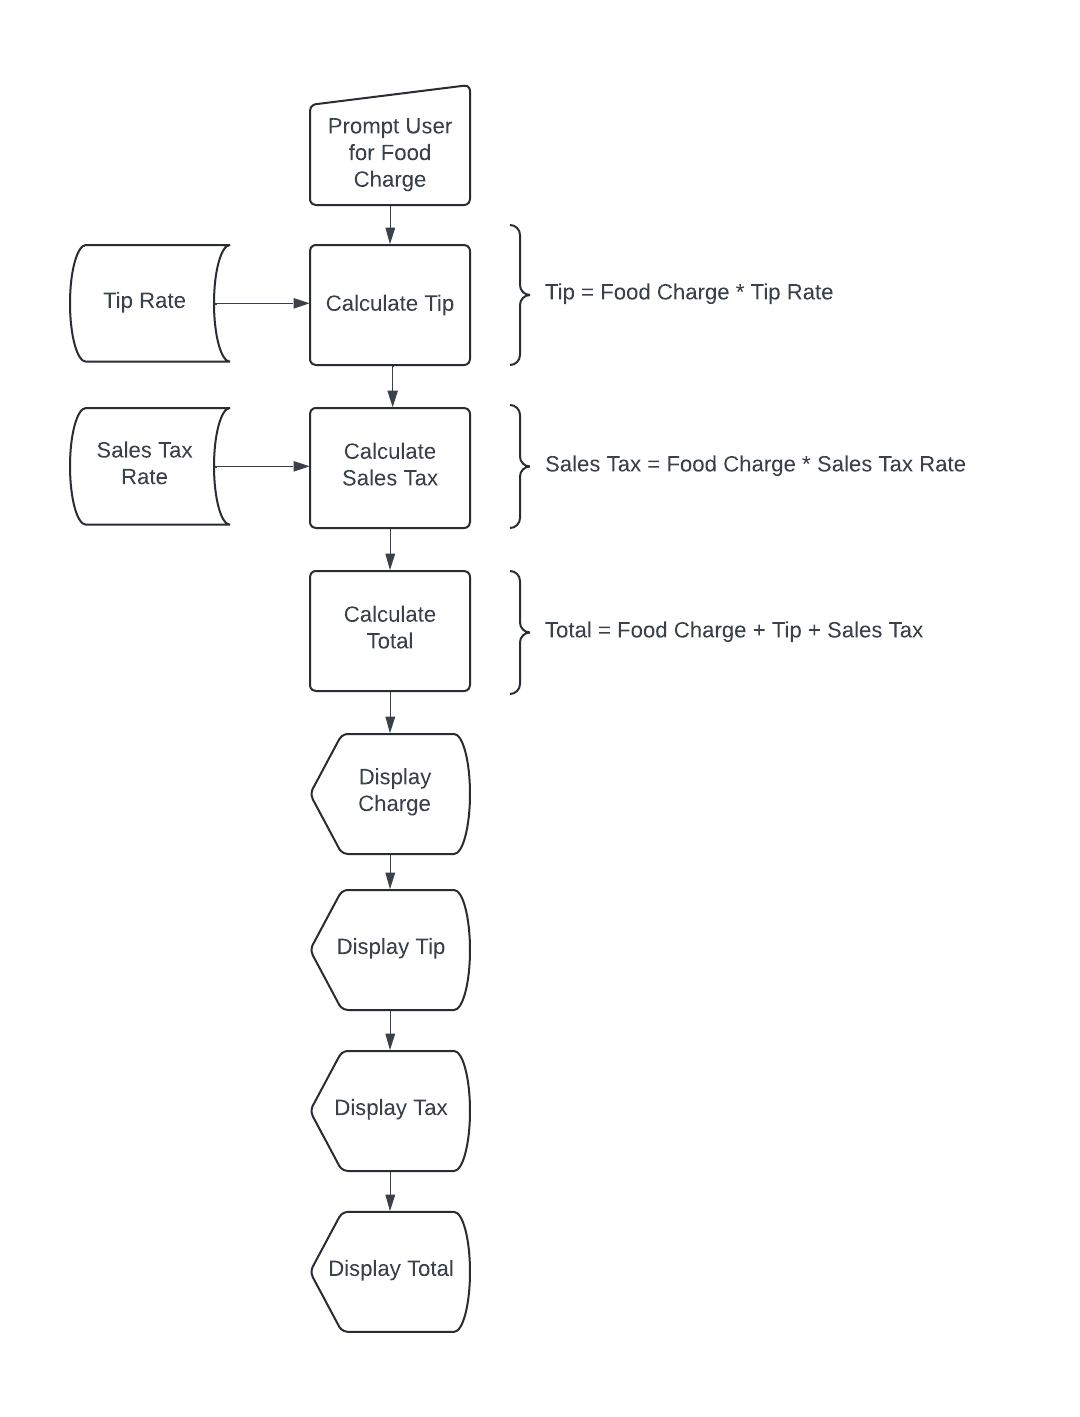 Prompt User
for Food
Charge
Tip Rate
Calculate Tip
Tip = Food Charge * Tip Rate
Sales Tax
Rate
Calculate
Sales Tax
Sales Tax = Food Charge * Sales Tax Rate
Calculate
Total
Total = Food Charge + Tip + Sales Tax
Display
Charge
Display Tip
Display Tax
Display Total